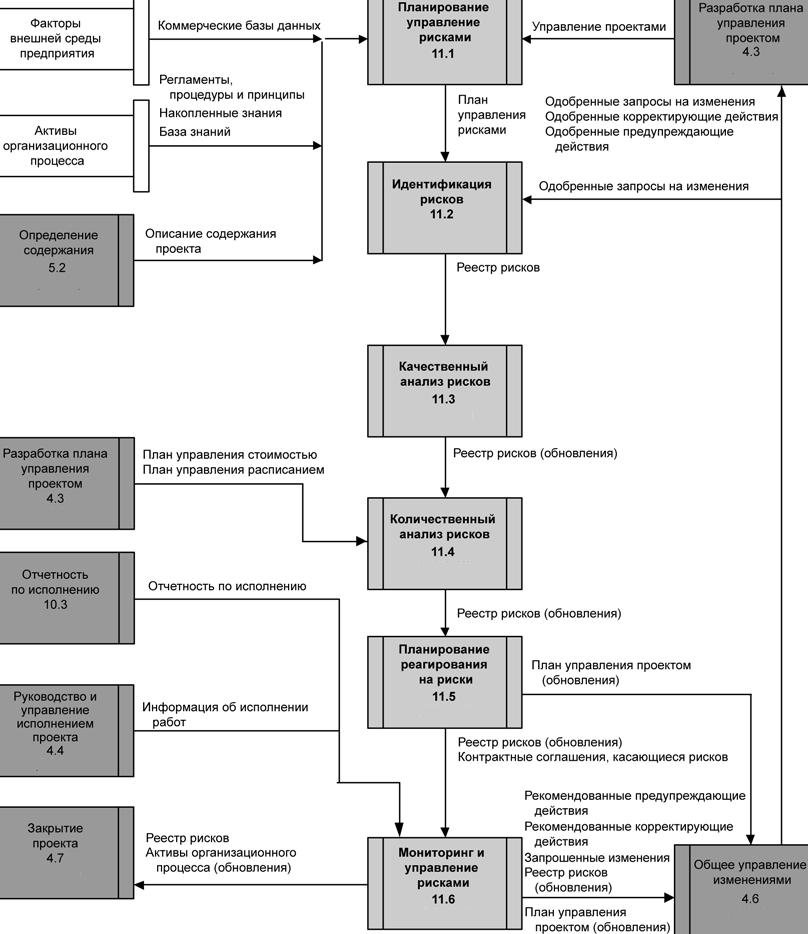 Факторы
внешней среды
предприятия
Коммерческие базы данных
Планирование
управление
рисками
11.1
Управление проектами
Разработка плана
управления
проектом
4.3
Регламенты,
процедуры и принципы
Накопленные знания
База знаний
Активы
организационного
процесса
План
управления
рисками
Одобренные запросы на изменения
Одобренные корректирующие действия
Одобренные предупреждающие
действия
Идентификация
рисков
11.2
Одобренные запросы на изменения
Определение
содержания
5.2
Описание содержания
проекта
Реестр рисков
Качественный
анализ рисков
11.3
Реестр рисков (обновления)
Разработка плана
управления
проектом
4.3
План управления стоимостью
План управления расписанием
Количественный
анализ рисков
11.4
Отчетность
по исполнению
10.3
Отчетность по исполнению
Реестр рисков (обновления)
Планирование
реагирования
на риски
11.5
План управления проектом
(обновления)
Руководство и
управление
исполнением
проекта
4.4
Информация об исполнении
работ
Реестр рисков (обновления)
Контрактные соглашения, касающиеся рисков
Закрытие
проекта
4.7
Реестр рисков
Активы организационного
процесса (обновления)
Мониторинг и
управление
рисками
11.6
Рекомендованные предупреждающие
действия
Рекомендованные корректирующие
действия
Запрошенные изменения
Реестр рисков
(обновления)
План управления
проектом (обновления)
Общее управление
изменениями
4.6